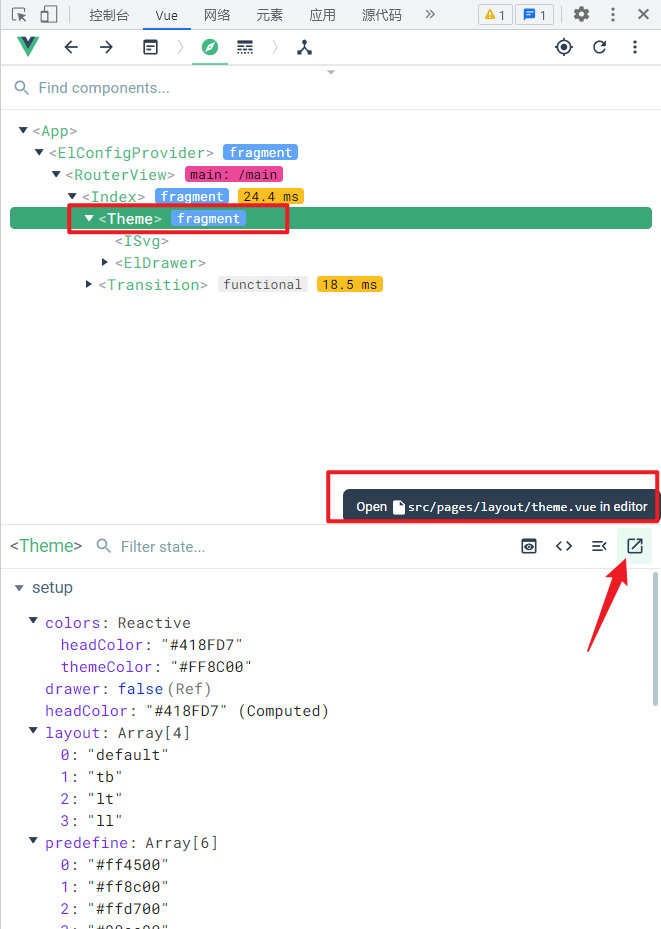 控制台 Vue 网络 元素 应用 源代码 » 1 1
Find components...
<App>
<ElConfigProvider> fragment
<RouterView> main: /main
<Index> fragment 24.4 ms
<Theme> fragment
<ISvg>
<ElDrawer>
<Transition> functional 18.5 ms
Open src/pages/layout/theme.vue in editor
<Theme> Filter state...
setup
colors: Reactive
headColor: "#418FD7"
themeColor: "#FF8C00"
drawer: false (Ref)
headColor: "#418FD7" (Computed)
layout: Array[4]
0: "default"
1: "tb"
2: "lt"
3: "ll"
predefine: Array[6]
0: "#ff4500"
1: "#ff8c00"
2: "#ffd700"